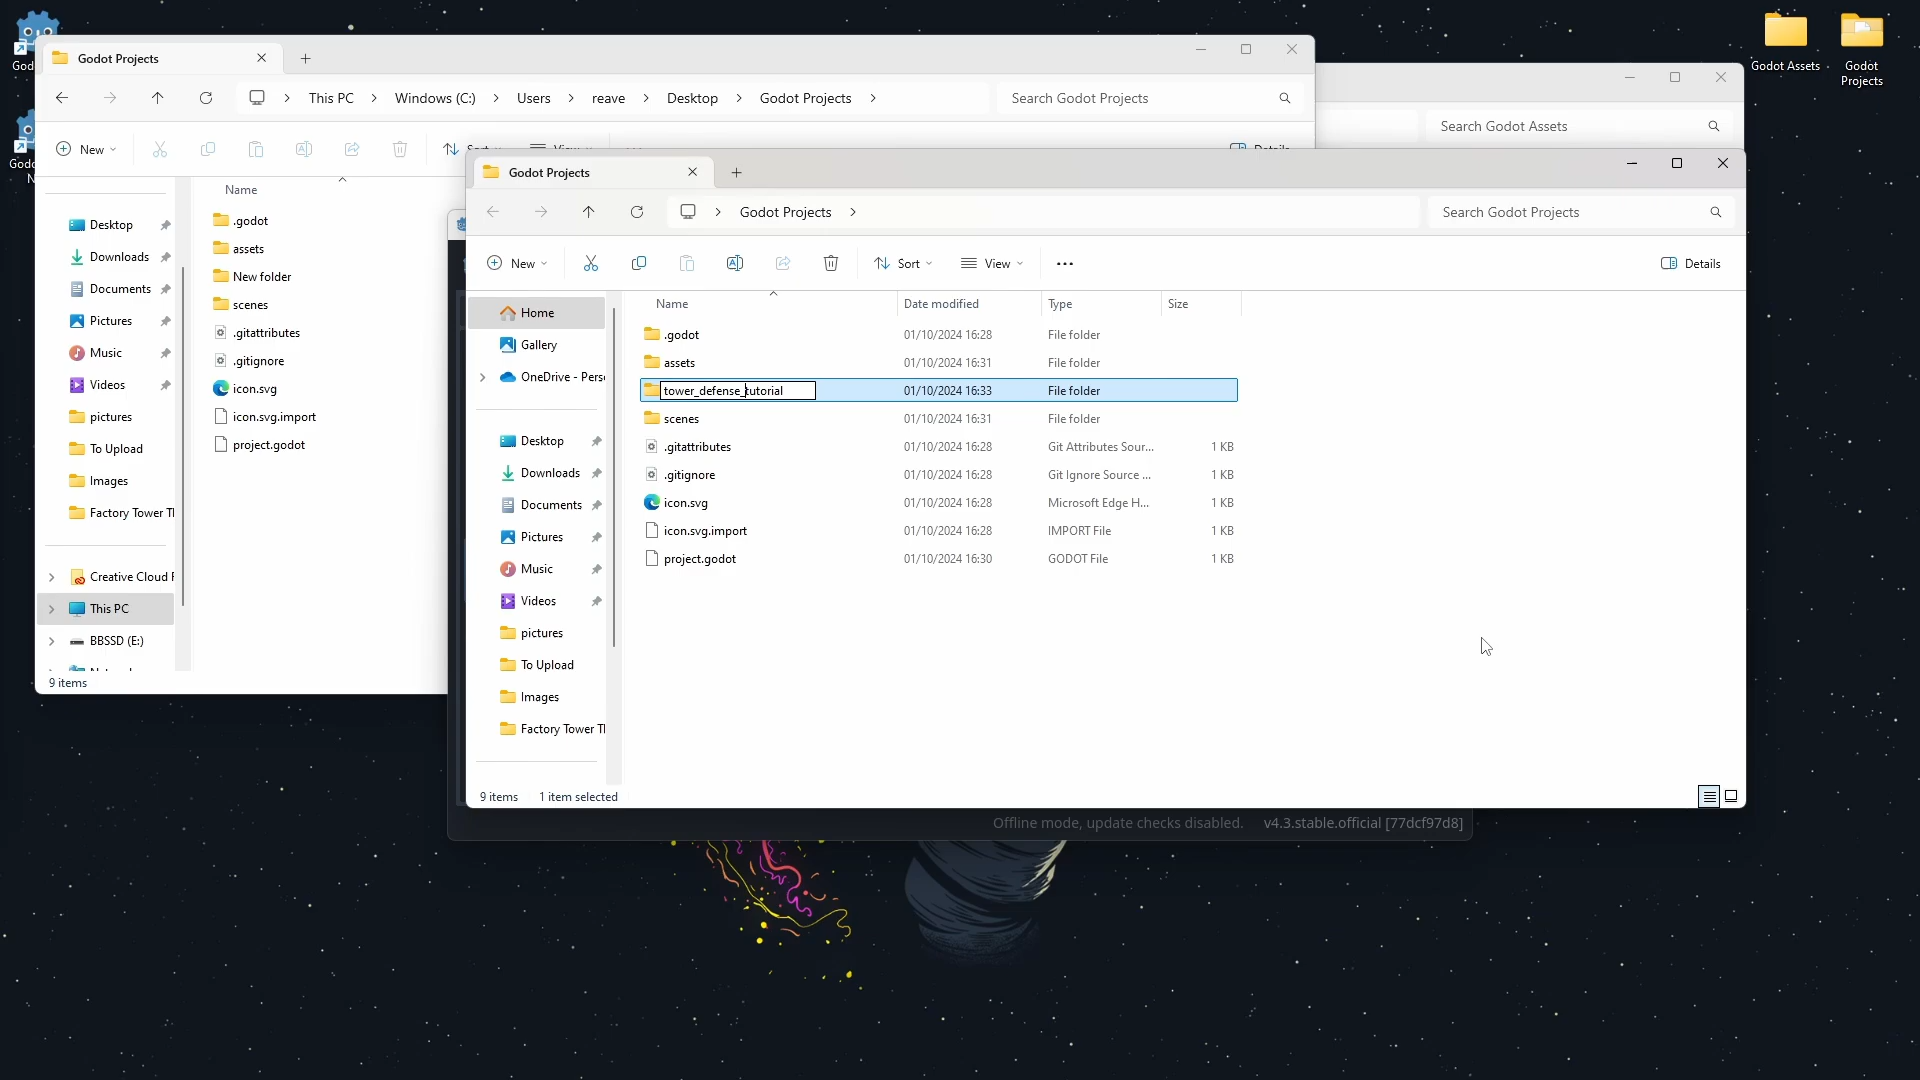 Godot Assets
Godot
Projects
Godot Projects
This PC
Windows (C:)
Users
reave
Desktop
Godot Projects
Search Godot Projects
Search Godot Assets
New
Details
Name
Desktop
Downloads
Documents
Pictures
Music
Videos
pictures
To Upload
Images
Factory Tower
Creative Cloud
This PC
BBSSD (E:)
9 items
.godot
assets
New folder
scenes
.gitattributes
.gitignore
icon.svg
icon.svg.import
project.godot
Godot Projects
Godot Projects
Search Godot Projects
New
Sort
View
Details
Home
Gallery
OneDrive - Pers
Desktop
Downloads
Documents
Pictures
Music
Videos
pictures
To Upload
Images
Factory Tower
Name Date modified Type Size
.godot 01/10/2024 16:28 File folder
assets 01/10/2024 16:31 File folder
tower_defense_tutorial 01/10/2024 16:33 File folder
scenes 01/10/2024 16:31 File folder
.gitattributes 01/10/2024 16:28 Git Attributes Sour... 1 KB
.gitignore 01/10/2024 16:28 Git Ignore Source ... 1 KB
icon.svg 01/10/2024 16:28 Microsoft Edge H... 1 KB
icon.svg.import 01/10/2024 16:28 IMPORT File 1 KB
project.godot 01/10/2024 16:30 GODOT File 1 KB
9 items 1 item selected
Offline mode, update checks disabled. v4.3.stable.official [77dcf97d8]